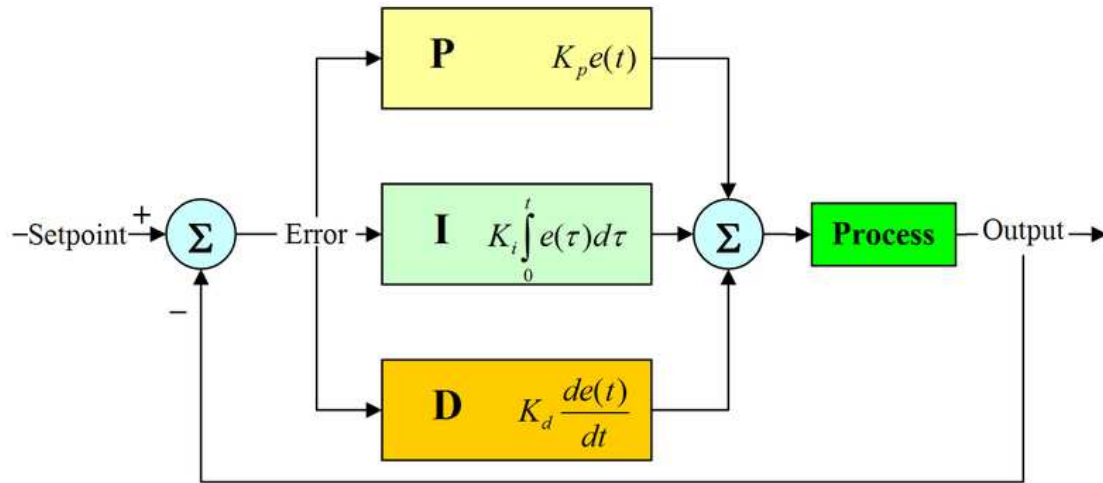 P K_p e(t)
+
–Setpoint Σ Error I K_i ∫_0^t e(τ)dτ Σ Process Output
–
D K_d de(t)/dt